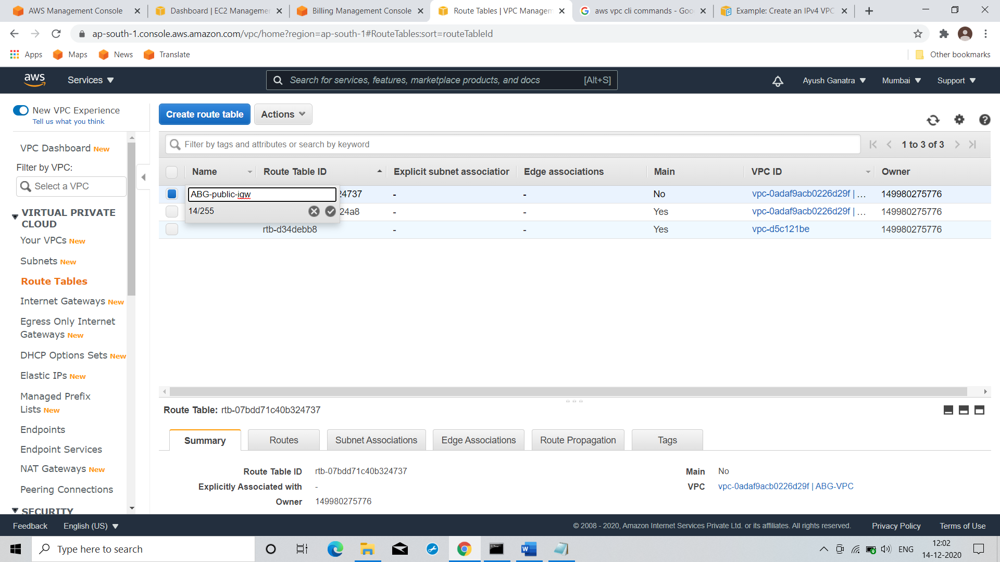 AWS Management Console
Dashboard | EC2 Manageme
Billing Management Console
Route Tables | VPC Managem
aws vpc cli commands - Goo
Example: Create an IPv4 VPC
ap-south-1.console.aws.amazon.com/vpc/home?region=ap-south-1#RouteTables:sort=routeTableId
Apps
Maps
News
Translate
Other bookmarks
aws
Services
Search for services, features, marketplace products, and docs
[Alt+S]
Ayush Ganatra
Mumbai
Support
New VPC Experience
Tell us what you think
VPC Dashboard New
Filter by VPC:
Select a VPC
VIRTUAL PRIVATE
CLOUD
Your VPCs New
Subnets New
Route Tables
Internet Gateways New
Egress Only Internet
Gateways New
DHCP Options Sets New
Elastic IPs New
Managed Prefix
Lists New
Endpoints
Endpoint Services
NAT Gateways New
Peering Connections
SECURITY
Create route table
Actions
Filter by tags and attributes or search by keyword
1 to 3 of 3
Name
Route Table ID
Explicit subnet association
Edge associations
Main
VPC ID
Owner
ABG-public-igw
24737
-
-
No
vpc-0adaf9acb0226d29f | ...
149980275776
14/255
24a8
-
-
Yes
vpc-0adaf9acb0226d29f | ...
149980275776
rtb-d34debb8
-
-
Yes
vpc-d5c121be
149980275776
Route Table: rtb-07bdd71c40b324737
Summary
Routes
Subnet Associations
Edge Associations
Route Propagation
Tags
Route Table ID rtb-07bdd71c40b324737
Main No
Explicitly Associated with -
VPC vpc-0adaf9acb0226d29f | ABG-VPC
Owner 149980275776
Feedback
English (US)
© 2008 - 2020, Amazon Internet Services Private Ltd. or its affiliates. All rights reserved.
Privacy Policy
Terms of Use
Type here to search
ENG
12:02
14-12-2020